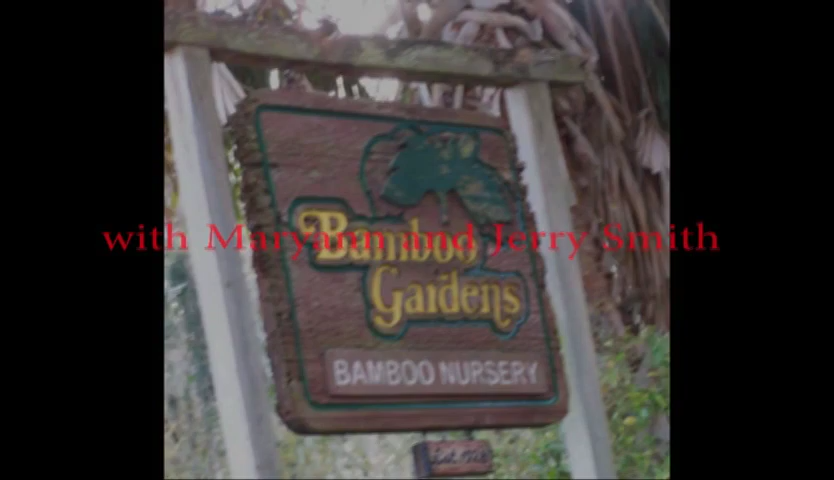 with Maryann and Jerry Smith
Bamboo
Gardens
BAMBOO NURSERY